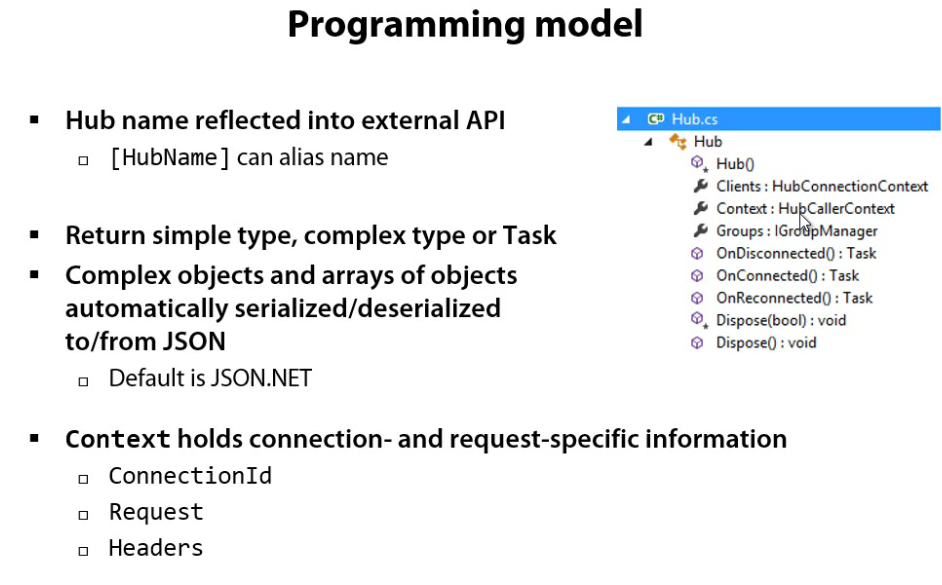 Programming model
Hub name reflected into external API
[HubName] can alias name
Return simple type, complex type or Task
Complex objects and arrays of objects
automatically serialized/deserialized
to/from JSON
Default is JSON.NET
Context holds connection- and request-specific information
ConnectionId
Request
Headers
C# Hub.cs
Hub
Hub()
Clients : HubConnectionContext
Context : HubCallerContext
Groups : IGroupManager
OnDisconnected() : Task
OnConnected() : Task
OnReconnected() : Task
Dispose(bool) : void
Dispose() : void